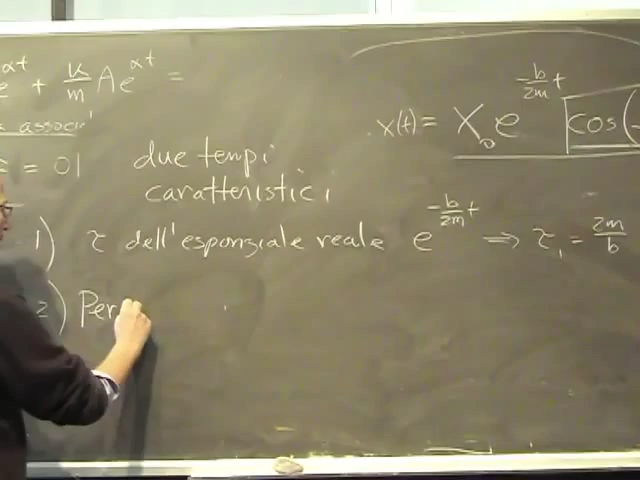 e^{αt} + k/m A e^{αt} =
x(t) = X₀ e^{-b/2m t} cos(
= 0
due tempi
caratteristici
1) τ dell'esponziale reale e^{-b/2m t} ⇒ τ₁ = 2m/b
2) Per